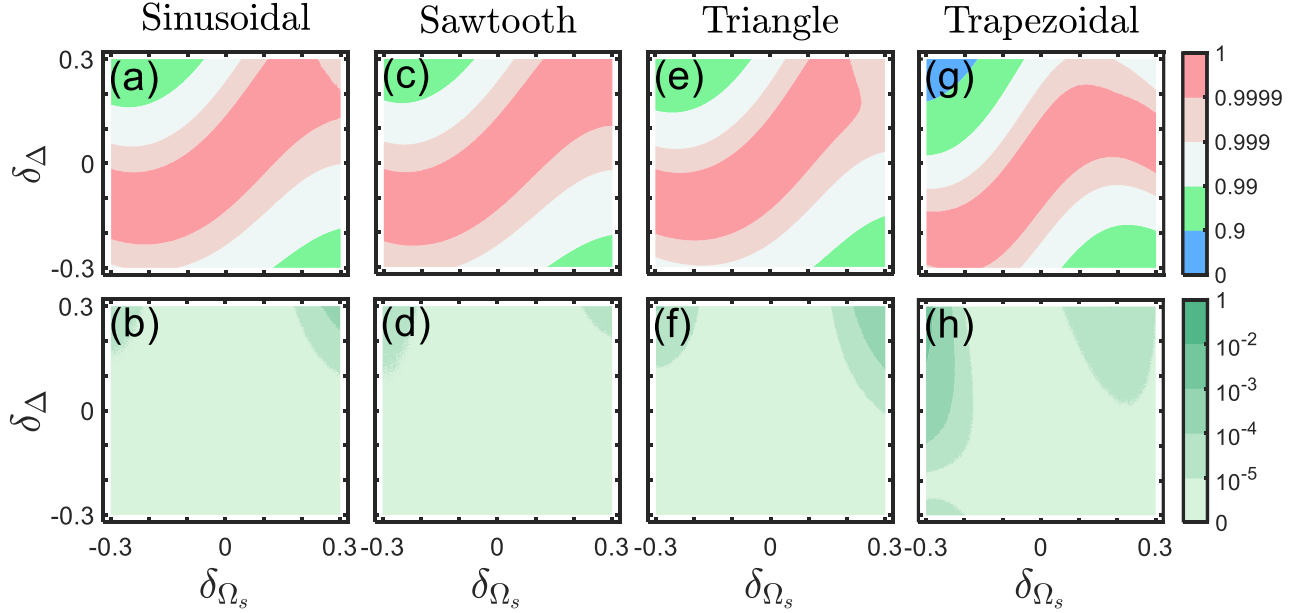 Sinusoidal Sawtooth Triangle Trapezoidal
(a) (c) (e) (g)
0.3
0
-0.3
δ_Δ
1
0.9999
0.999
0.99
0.9
0
(b) (d) (f) (h)
0.3
0
-0.3
δ_Δ
1
10^-2
10^-3
10^-4
10^-5
0
-0.3 0 0.3 -0.3 0 0.3 -0.3 0 0.3 -0.3 0 0.3
δ_Ω_s δ_Ω_s δ_Ω_s δ_Ω_s